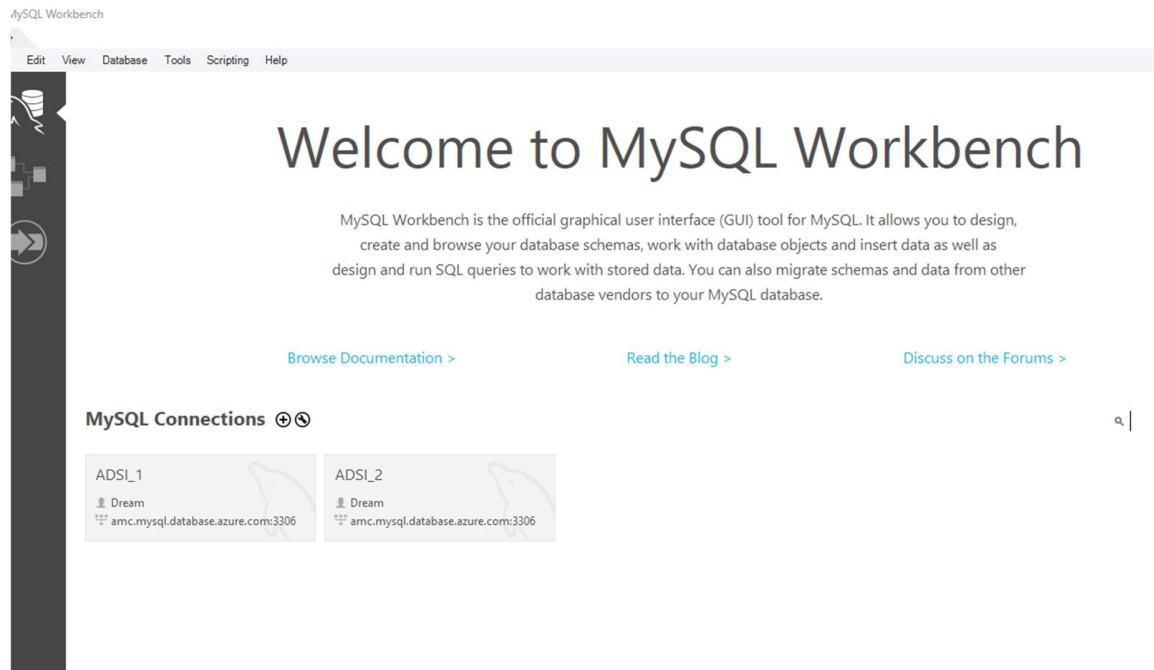 MySQL Workbench
Edit View Database Tools Scripting Help
Welcome to MySQL Workbench
MySQL Workbench is the official graphical user interface (GUI) tool for MySQL. It allows you to design,
create and browse your database schemas, work with database objects and insert data as well as
design and run SQL queries to work with stored data. You can also migrate schemas and data from other
database vendors to your MySQL database.
Browse Documentation > Read the Blog > Discuss on the Forums >
MySQL Connections
ADSI_1 ADSI_2
Dream Dream
amc.mysql.database.azure.com:3306 amc.mysql.database.azure.com:3306